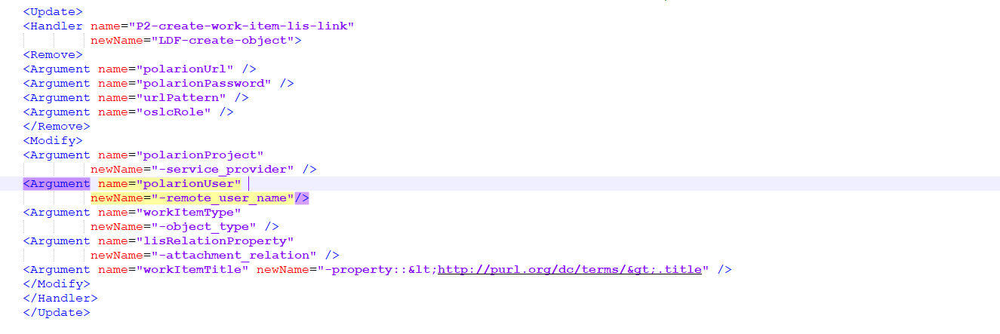 <Update>
<Handler name="P2-create-work-item-lis-link"
newName="LDF-create-object">
<Remove>
<Argument name="polarionUrl" />
<Argument name="polarionPassword" />
<Argument name="urlPattern" />
<Argument name="oslcRole" />
</Remove>
<Modify>
<Argument name="polarionProject"
newName="-service_provider" />
<Argument name="polarionUser"
newName="-remote_user_name"/>
<Argument name="workItemType"
newName="-object_type" />
<Argument name="lisRelationProperty"
newName="-attachment_relation" />
<Argument name="workItemTitle" newName="-property::&lt;http://purl.org/dc/terms/&gt;.title" />
</Modify>
</Handler>
</Update>